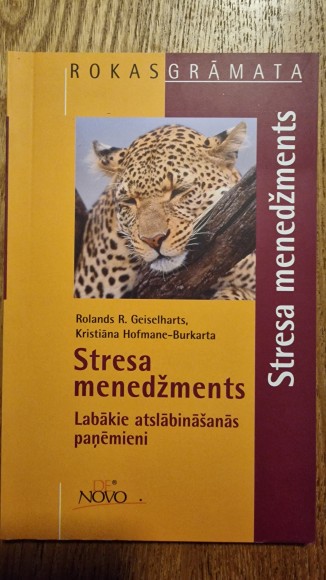 ROKASGRĀMATA
Stresa menedžments
Rolands R. Geiselharts,
Kristiāna Hofmane-Burkarta
Stresa
menedžments
Labākie atslābināšanās
paņēmieni
DE®
NOVO